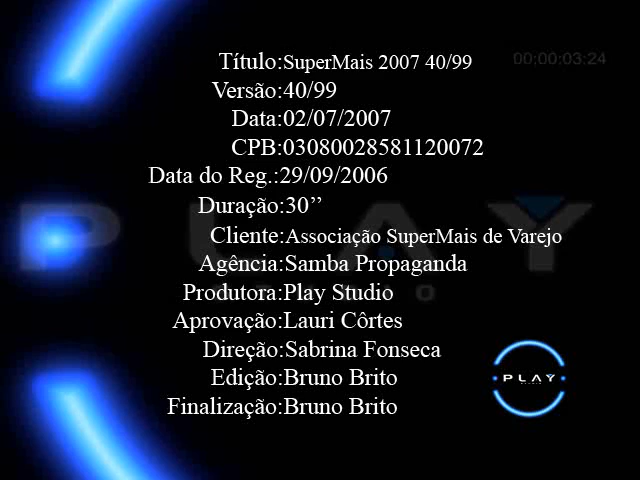 Título:SuperMais 2007 40/99
00;00;03;24
Versão:40/99
Data:02/07/2007
CPB:03080028581120072
Data do Reg.:29/09/2006
Duração:30’’
PLAY
Cliente:Associação SuperMais de Varejo
Agência:Samba Propaganda
Produtora:Play Studio
Aprovação:Lauri Côrtes
Direção:Sabrina Fonseca
Edição:Bruno Brito
PLAY
Finalização:Bruno Brito